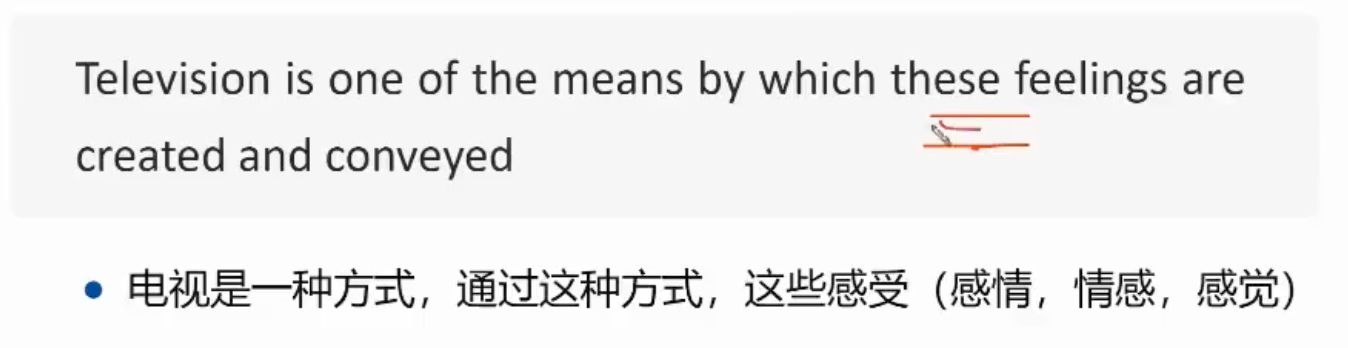 Television is one of the means by which these feelings are
created and conveyed
• 电视是一种方式，通过这种方式，这些感受（感情，情感，感觉）